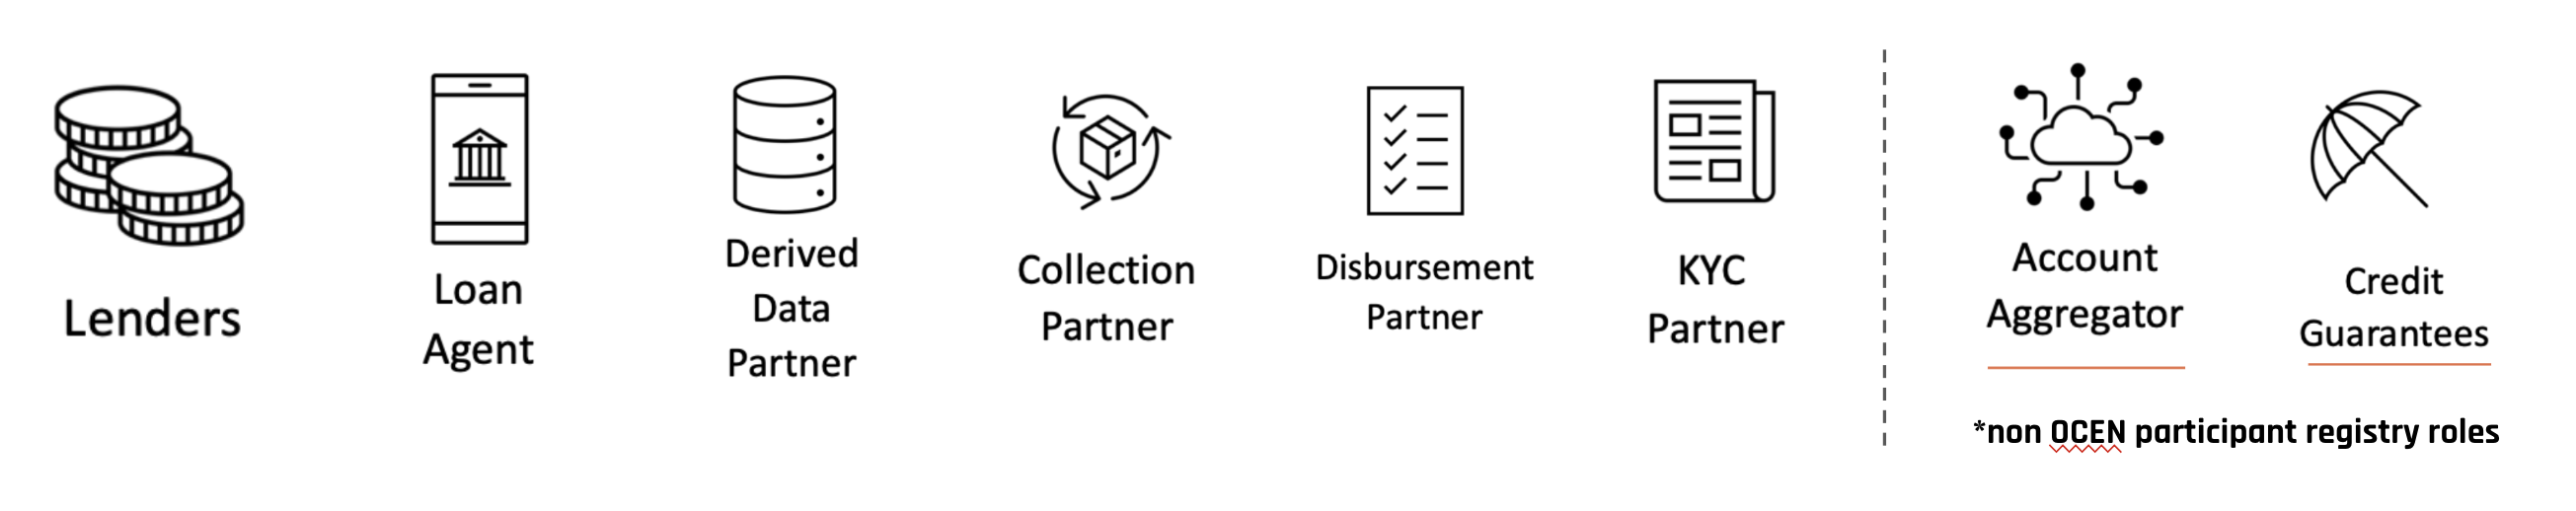 Lenders
Loan
Agent
Derived
Data
Partner
Collection
Partner
Disbursement
Partner
KYC
Partner
Account
Aggregator
Credit
Guarantees
*non OCEN participant registry roles